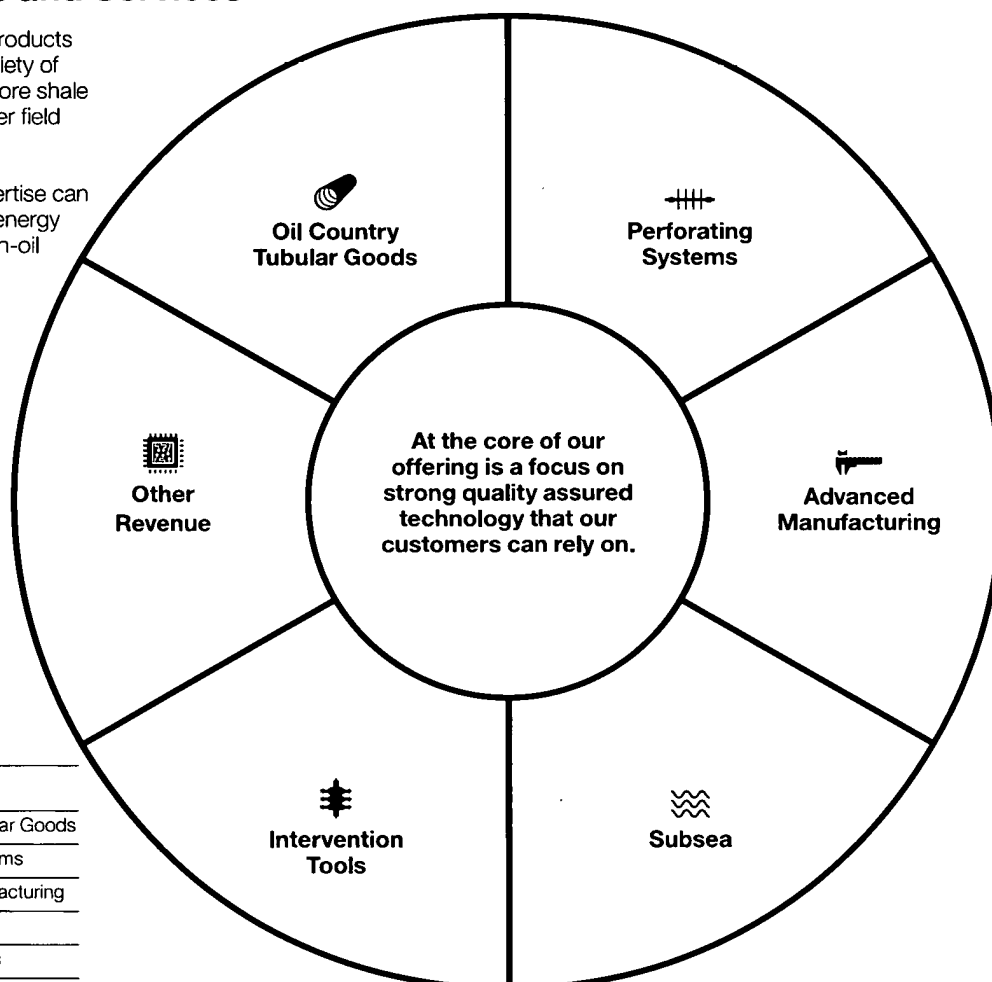 roducts
iety of
ore shale
er field
ertise can
energy
n-oil
Oil Country
Tubular Goods
Perforating
Systems
Other
Revenue
At the core of our
offering is a focus on
strong quality assured
technology that our
customers can rely on.
Advanced
Manufacturing
Intervention
Tools
Subsea
ar Goods
ms
acturing
s